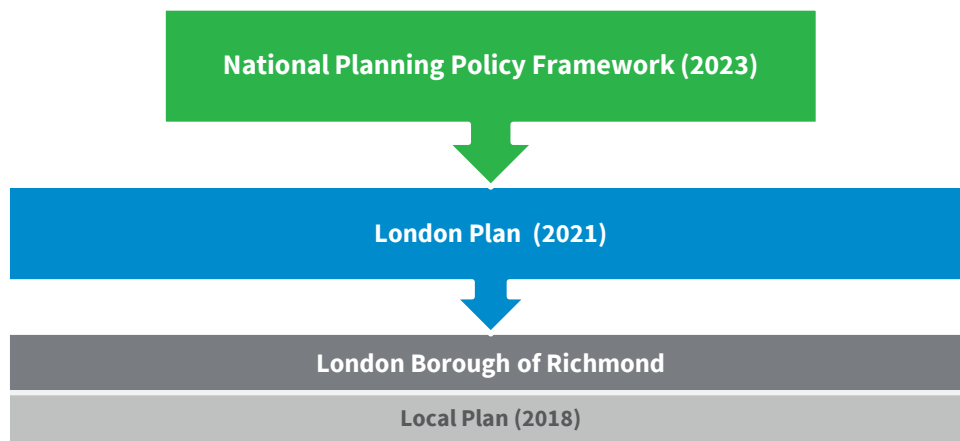 National Planning Policy Framework (2023)
London Plan (2021)
London Borough of Richmond
Local Plan (2018)